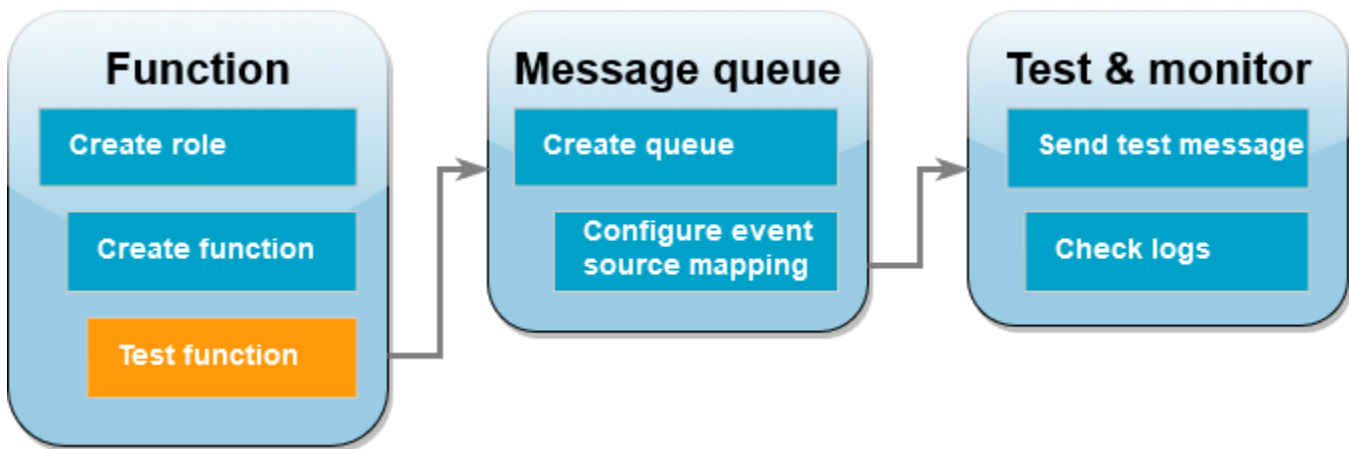 Function
Create role
Create function
Test function
Message queue
Create queue
Configure event
source mapping
Test & monitor
Send test message
Check logs